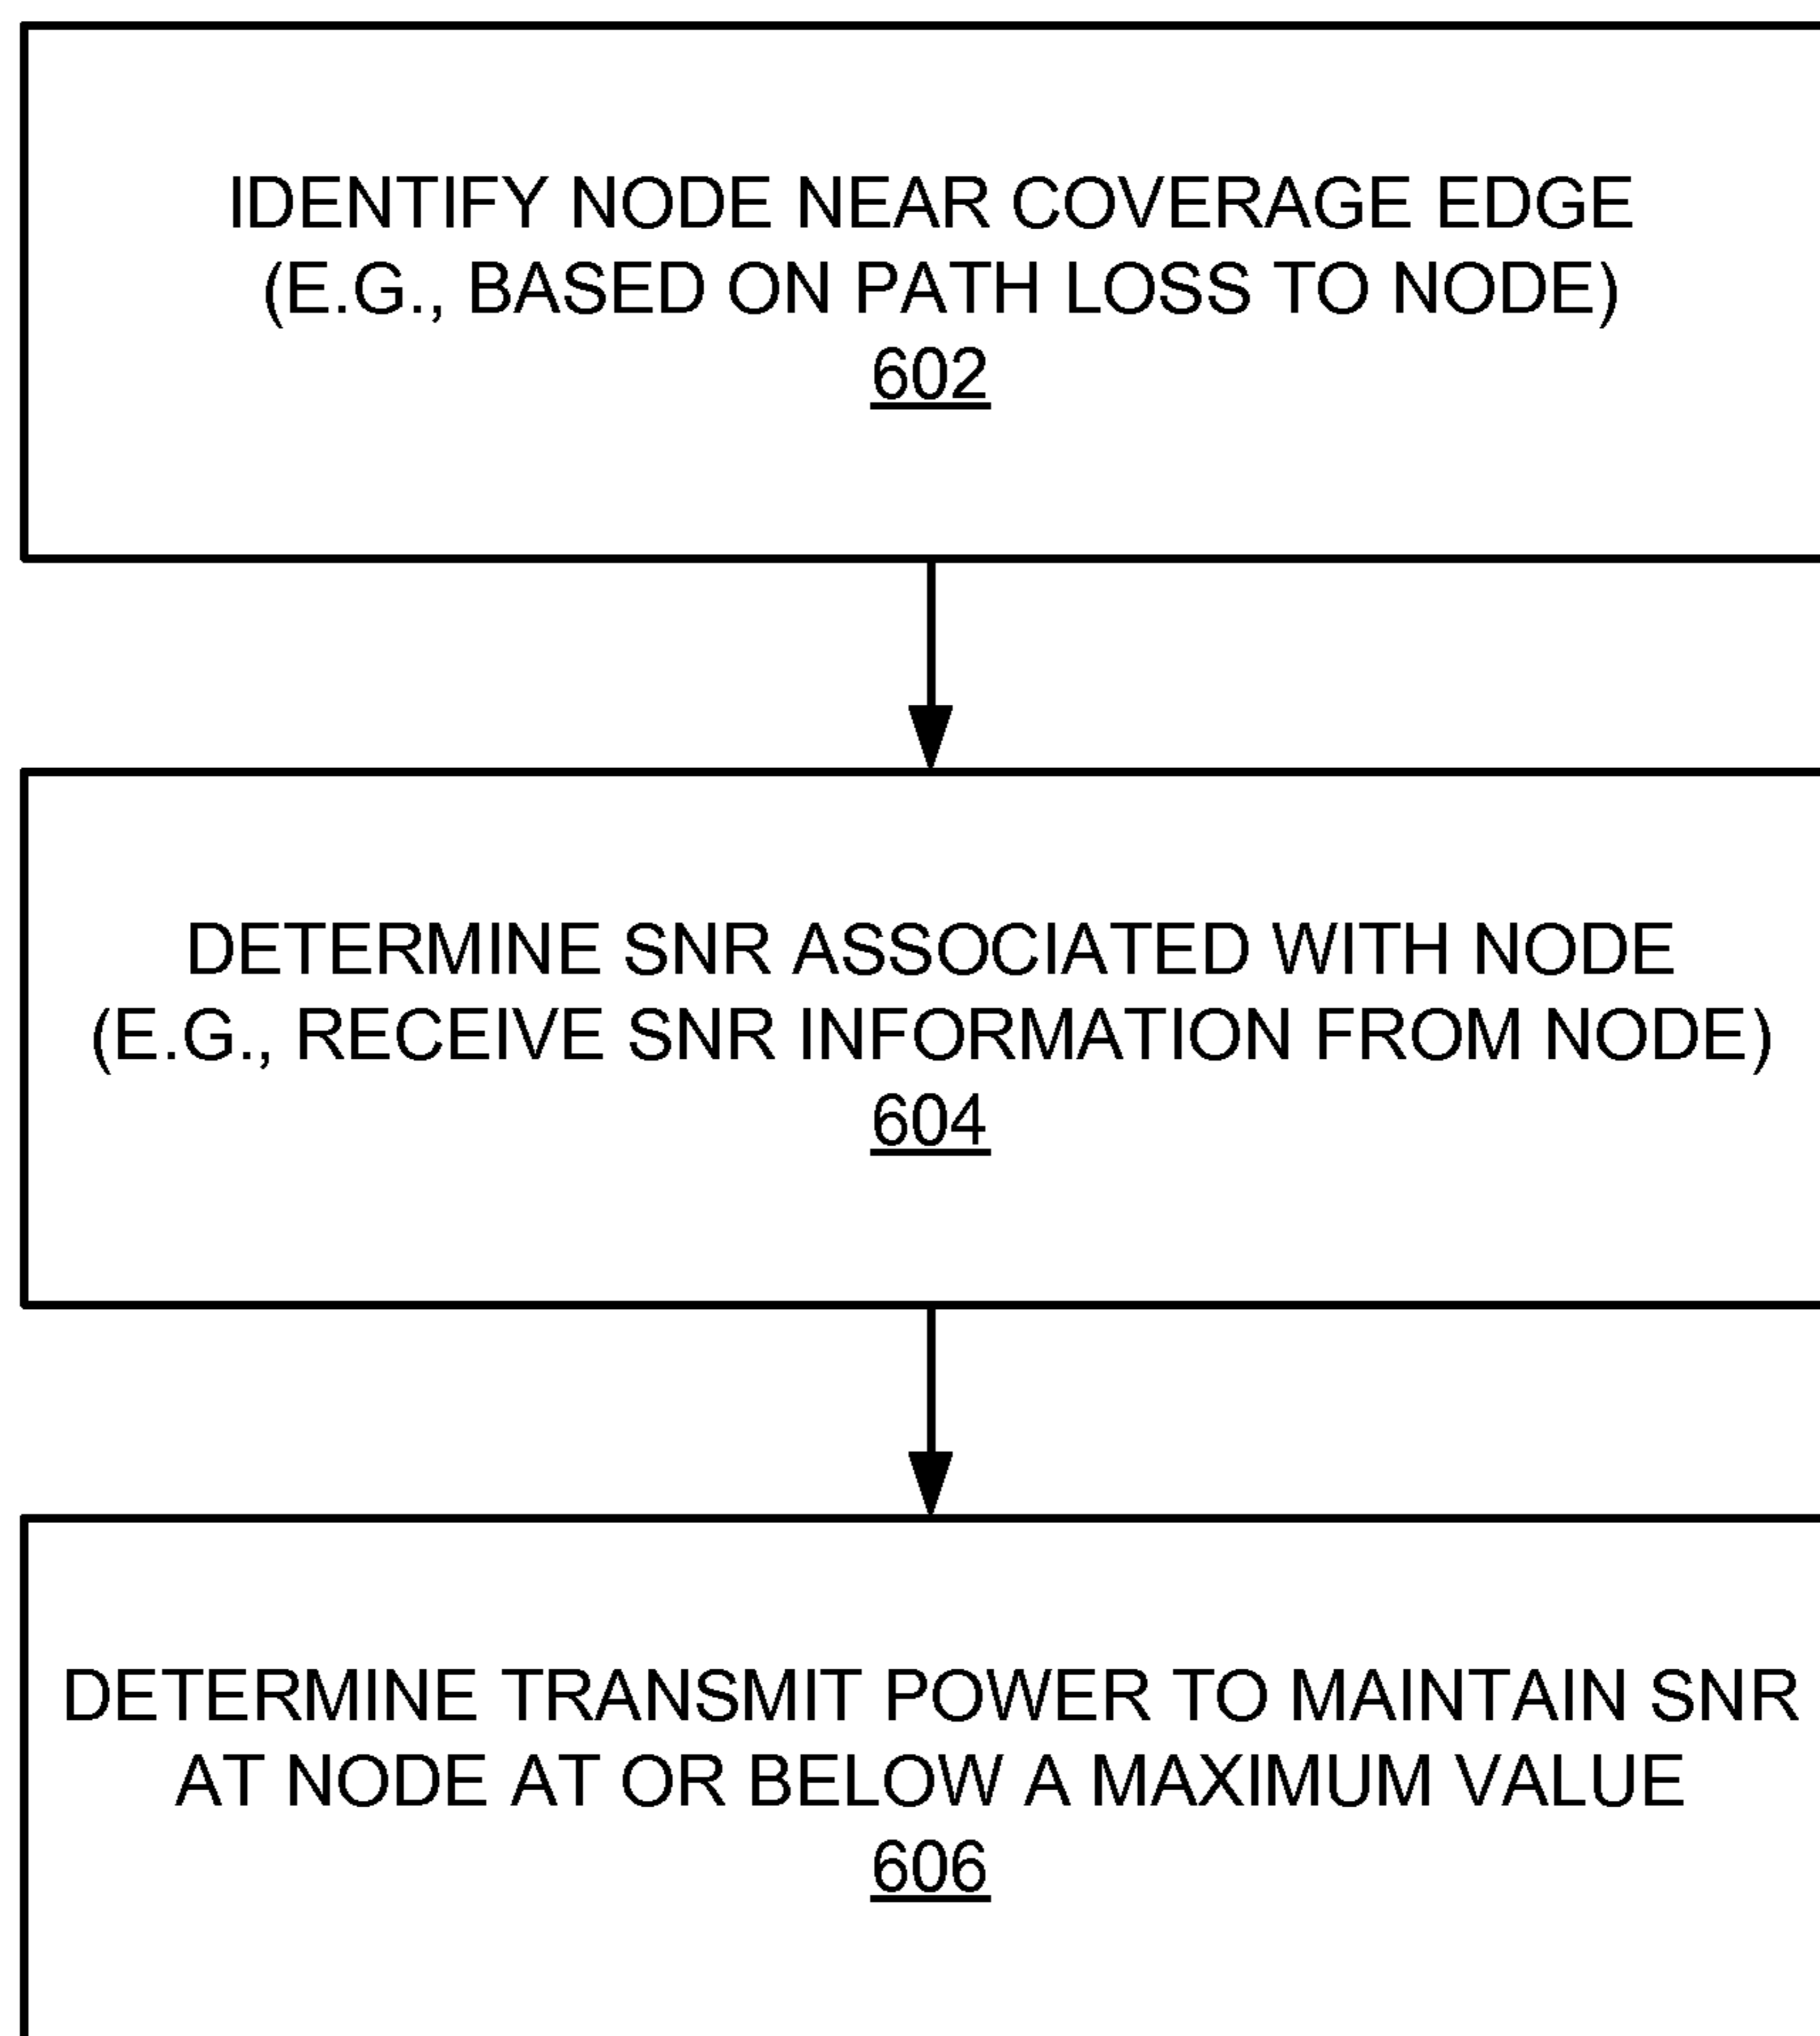 IDENTIFY NODE NEAR COVERAGE EDGE
(E.G., BASED ON PATH LOSS TO NODE)
602
DETERMINE SNR ASSOCIATED WITH NODE
(E.G., RECEIVE SNR INFORMATION FROM NODE)
604
DETERMINE TRANSMIT POWER TO MAINTAIN SNR
AT NODE AT OR BELOW A MAXIMUM VALUE
606